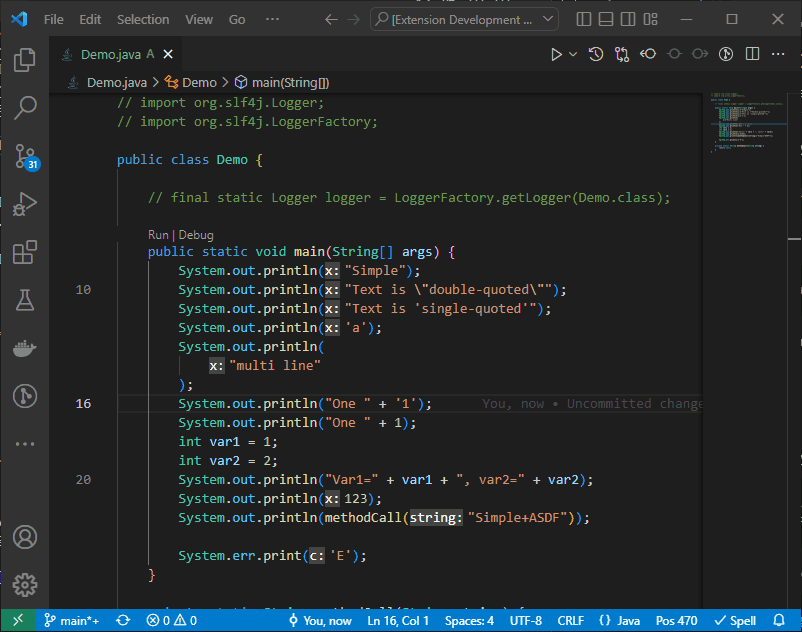 File Edit Selection View Go ··· [Extension Development ...
Demo.java A
Demo.java > Demo > main(String[])
// import org.slf4j.Logger;
// import org.slf4j.LoggerFactory;
public class Demo {
// final static Logger logger = LoggerFactory.getLogger(Demo.class);
Run | Debug
public static void main(String[] args) {
System.out.println(x: "Simple");
10 System.out.println(x: "Text is \"double-quoted\"");
System.out.println(x: "Text is 'single-quoted'");
System.out.println(x: 'a');
System.out.println(
x: "multi line"
);
16 System.out.println("One " + '1'); You, now • Uncommitted change
System.out.println("One " + 1);
int var1 = 1;
int var2 = 2;
20 System.out.println("Var1=" + var1 + ", var2=" + var2);
System.out.println(x: 123);
System.out.println(methodCall(string: "Simple+ASDF"));
System.err.print(c: 'E');
}
31
main*+ 0 0 You, now Ln 16, Col 1 Spaces: 4 UTF-8 CRLF {} Java Pos 470 Spell